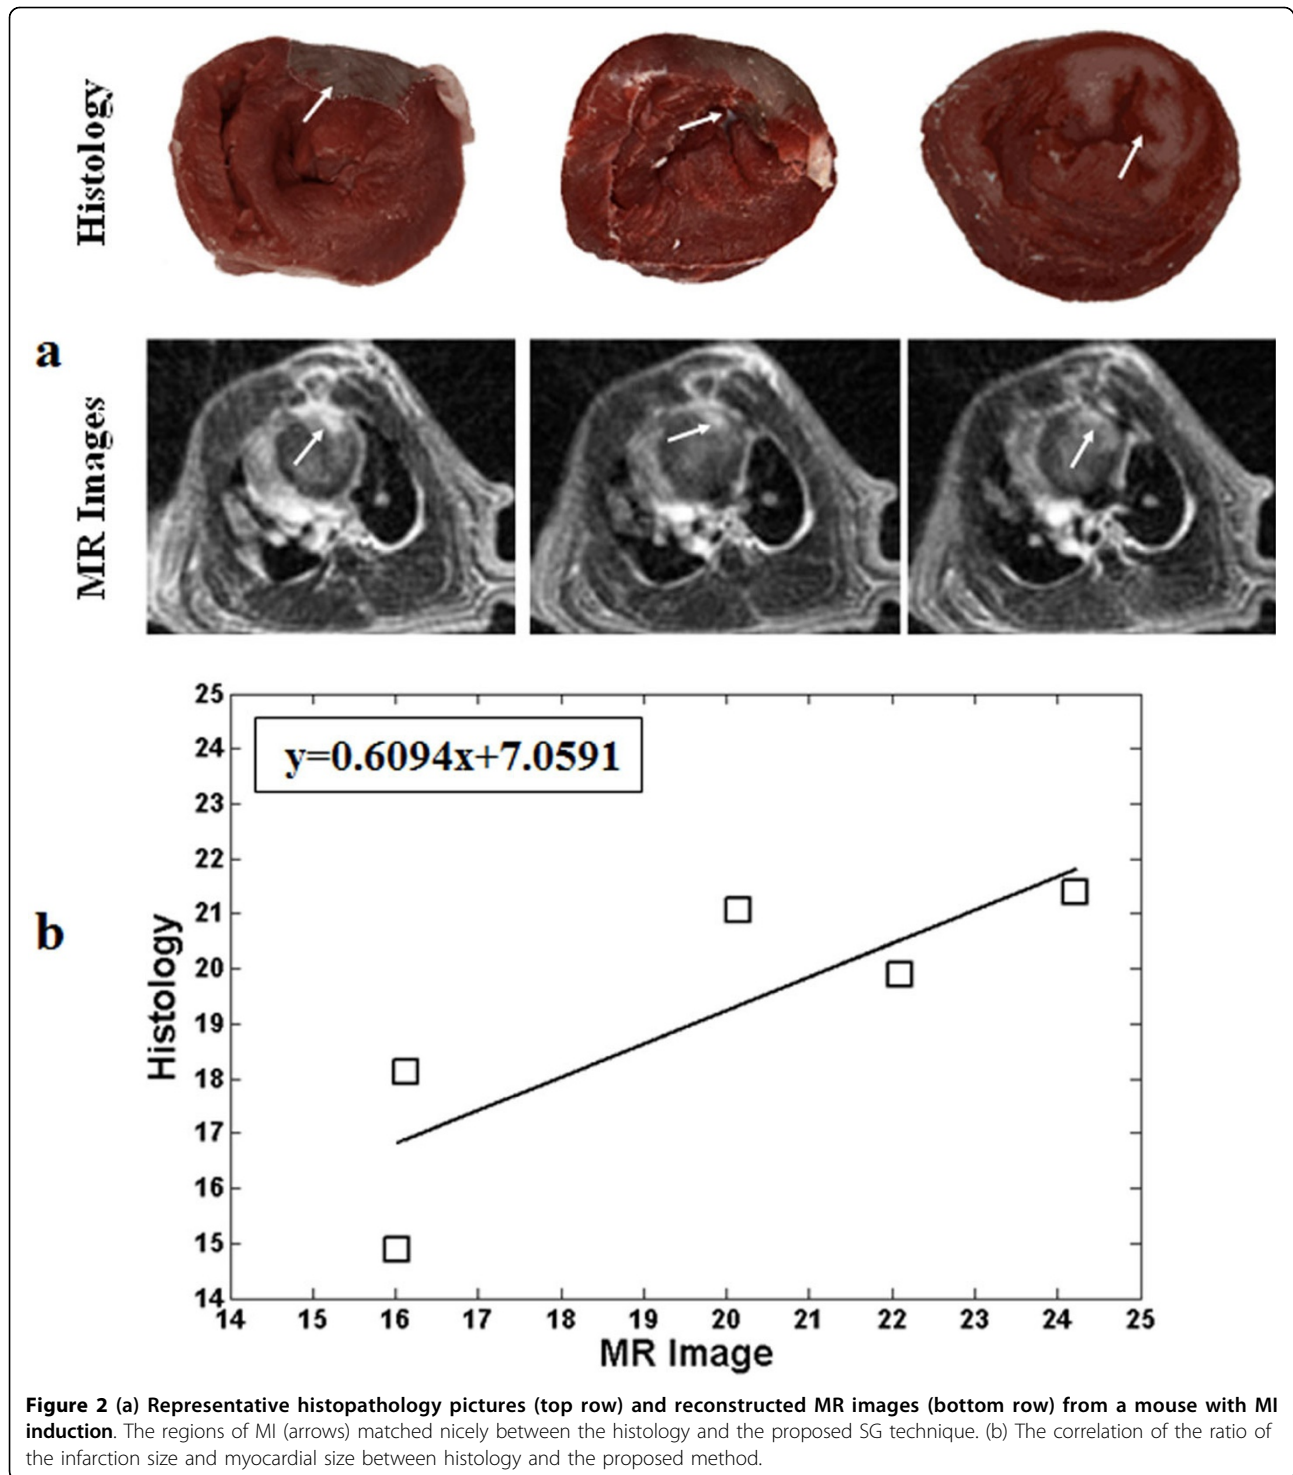 Histology
a
MR Images
25
24
23
22
21
20
19
18
17
16
15
14
y=0.6094x+7.0591
b
Histology
14 15 16 17 18 19 20 21 22 23 24 25
MR Image
Figure 2 (a) Representative histopathology pictures (top row) and reconstructed MR images (bottom row) from a mouse with MI
induction. The regions of MI (arrows) matched nicely between the histology and the proposed SG technique. (b) The correlation of the ratio of
the infarction size and myocardial size between histology and the proposed method.